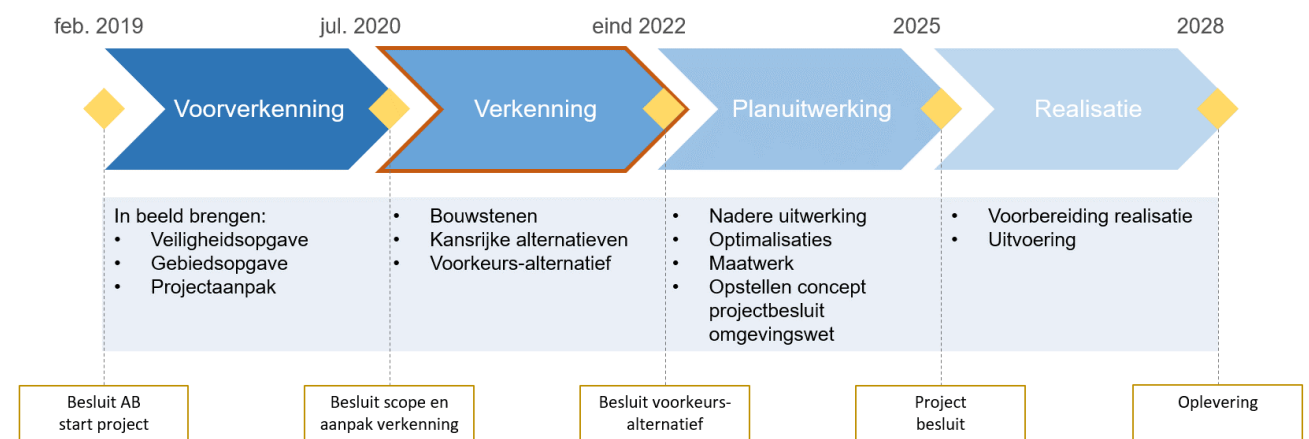 feb. 2019
jul. 2020
eind 2022
2025
2028
Voorverkenning
Verkenning
Planuitwerking
Realisatie
In beeld brengen:
• Veiligheidsopgave
• Gebiedsopgave
• Projectaanpak
• Bouwstenen
• Kansrijke alternatieven
• Voorkeurs-alternatief
• Nadere uitwerking
• Optimalisaties
• Maatwerk
• Opstellen concept
projectbesluit
omgevingswet
• Voorbereiding realisatie
• Uitvoering
Besluit AB
start project
Besluit scope en
aanpak verkenning
Besluit voorkeurs-
alternatief
Project
besluit
Oplevering